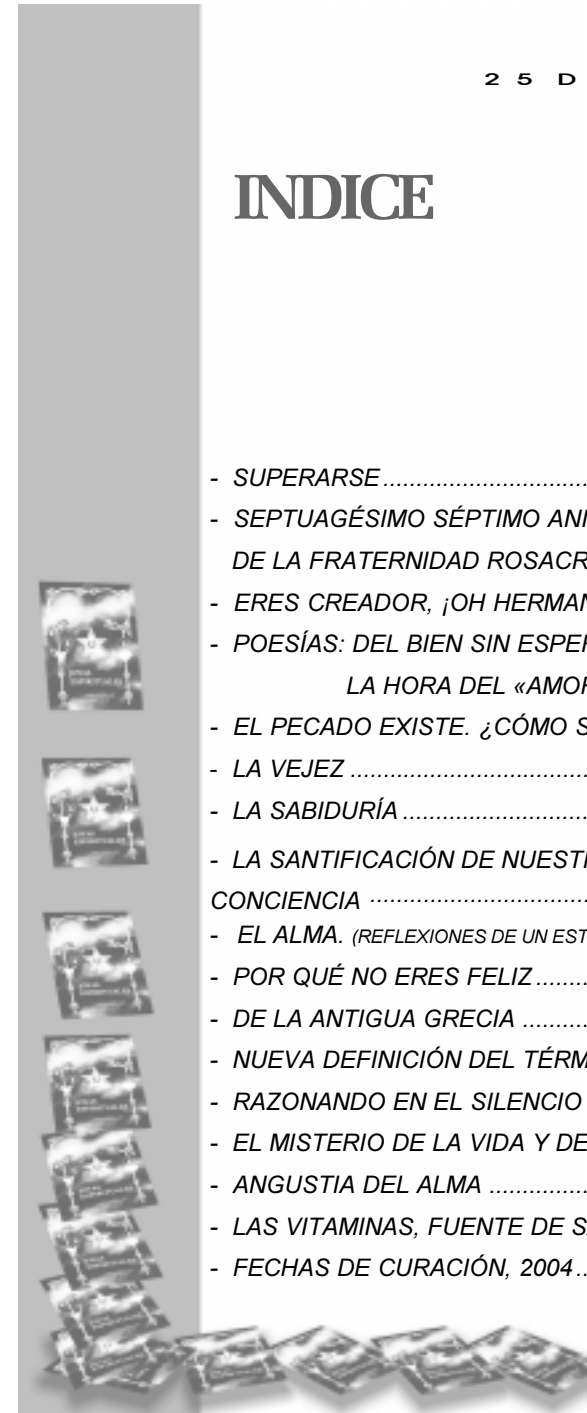 2 5 D
INDICE
- SUPERARSE..............................
- SEPTUAGÉSIMO SÉPTIMO ANI
DE LA FRATERNIDAD ROSACR
- ERES CREADOR, ¡OH HERMAN
- POESÍAS: DEL BIEN SIN ESPER
LA HORA DEL «AMOR
- EL PECADO EXISTE. ¿CÓMO S
- LA VEJEZ ...................................
- LA SABIDURÍA ...........................
- LA SANTIFICACIÓN DE NUESTR
CONCIENCIA ................................
- EL ALMA. (REFLEXIONES DE UN EST
- POR QUÉ NO ERES FELIZ........
- DE LA ANTIGUA GRECIA ..........
- NUEVA DEFINICIÓN DEL TÉRM
- RAZONANDO EN EL SILENCIO
- EL MISTERIO DE LA VIDA Y DE
- ANGUSTIA DEL ALMA ...............
- LAS VITAMINAS, FUENTE DE SA
- FECHAS DE CURACIÓN, 2004..